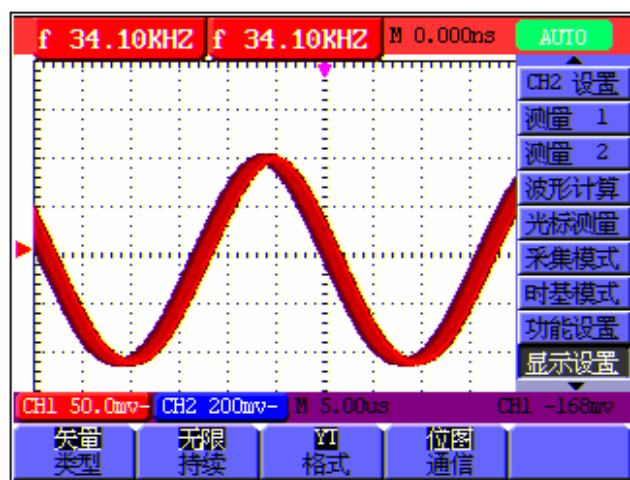 f 34.10KHZ f 34.10KHZ M 0.000ns AUTO
CH2 设置
测量 1
测量 2
波形计算
光标测量
采集模式
时基模式
功能设置
显示设置
CH1 50.0mv- CH2 200mv- M 5.00us CH1 -168mv
矢量 无限 YT 位图
类型 持续 格式 通信